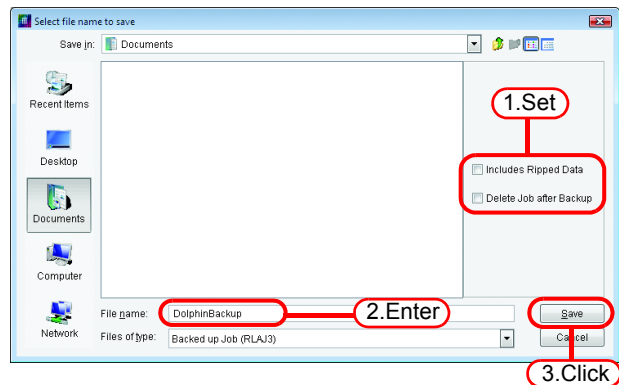 Select file name to save
Save in: Documents
Recent Items
Desktop
Documents
Computer
Network
1.Set
Includes Ripped Data
Delete Job after Backup
File name: DolphinBackup
2.Enter
Save
Files of type: Backed up Job (RLAJ3)
Cancel
3.Click